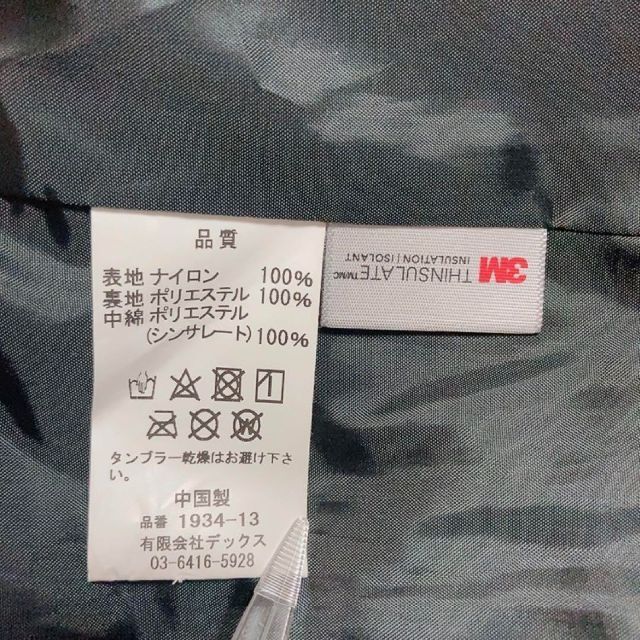 品質
表地 ナイロン 100%
裏地 ポリエステル 100%
中綿 ポリエステル
(シンサレート) 100%
タンブラー乾燥はお避け下さ
い。
中国製
品番 1934-13
有限会社デックス
03-6416-5928
3M
THINSULATE TM/MC
INSULATION | ISOLANT